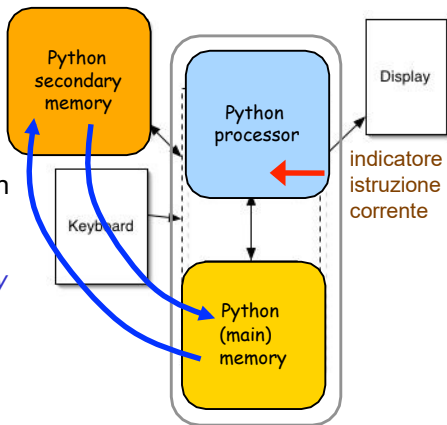 Python
secondary
memory
Python
processor
Display
indicatore
istruzione
corrente
n
Keyboard
y
Python
(main)
memory